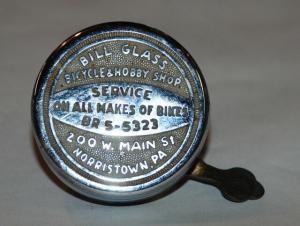 BILL GLASS
BICYCLE & HOBBY SHOP
SERVICE
ON ALL MAKES OF BIKES
BR 5-5323
200 W. MAIN St
NORRISTOWN, PA.